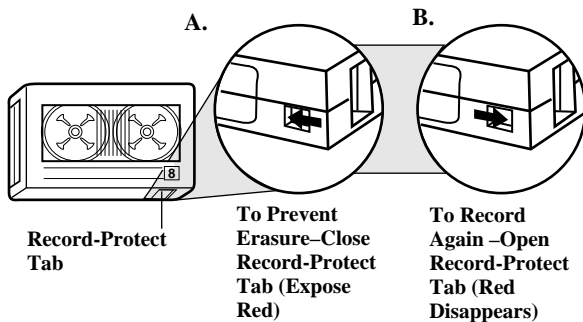 A.
B.
8
Record-Protect
Tab
To Prevent
Erasure–Close
Record-Protect
Tab (Expose
Red)
To Record
Again –Open
Record-Protect
Tab (Red
Disappears)